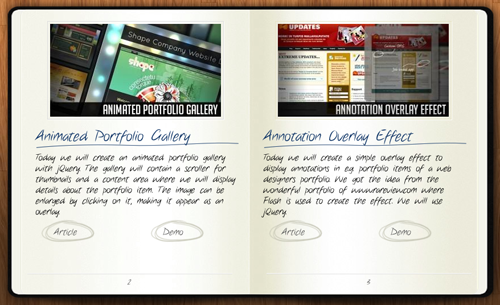 Shape Company Website D
shape
ANIMATED PORTFOLIO GALLERY
Animated Portfolio Gallery
Today we will create an animated portfolio gallery
with jQuery. The gallery will contain a scroller for
thumbnails and a content area where we will display
details about the portfolio item. The image can be
enlarged by clicking on it, making it appear as an
overlay.
Article
Demo
2
UPDATES
EXTREME UPDATES...
ANNOTATION OVERLAY EFFECT
Annotation Overlay Effect
Today we will create a simple overlay effect to
display annotations in e.g. portfolio items of a web
designers portfolio. We got the idea from the
wonderful portfolio of www.rareview.com where
Flash is used to create the effect. We will use
jQuery.
Article
Demo